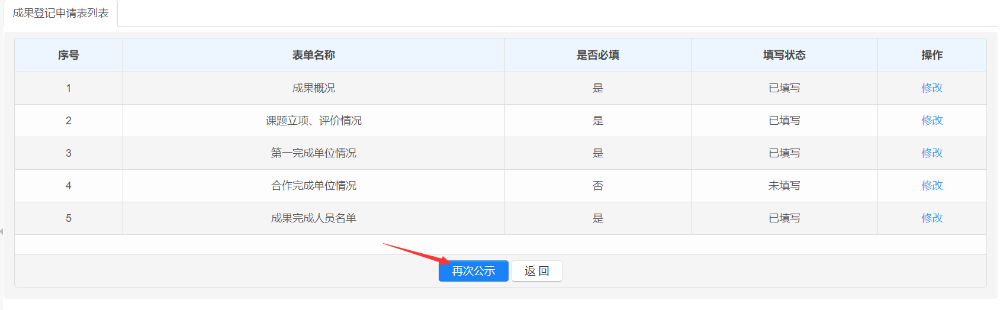 成果登记申请表列表
序号 表单名称 是否必填 填写状态 操作
1 成果概况 是 已填写 修改
2 课题立项、评价情况 是 已填写 修改
3 第一完成单位情况 是 已填写 修改
4 合作完成单位情况 否 未填写 修改
5 成果完成人员名单 是 已填写 修改
再次公示 返 回